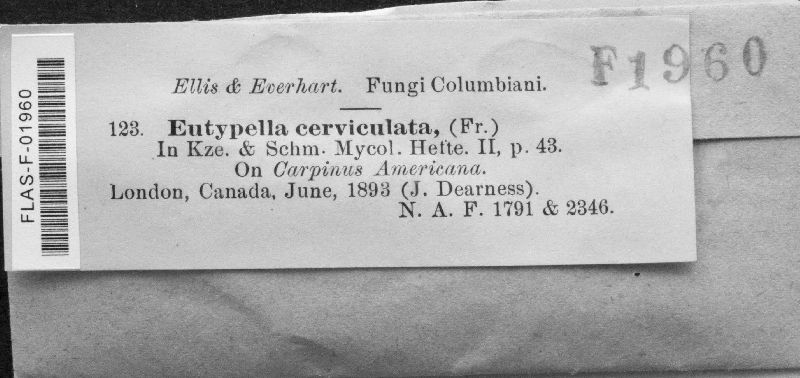 FLAS-F-01960
F1960
Ellis & Everhart. Fungi Columbiani.
123. Eutypella cerviculata, (Fr.)
In Kze. & Schm. Mycol. Hefte. II, p. 43.
On Carpinus Americana.
London, Canada, June, 1893 (J. Dearness).
N. A. F. 1791 & 2346.